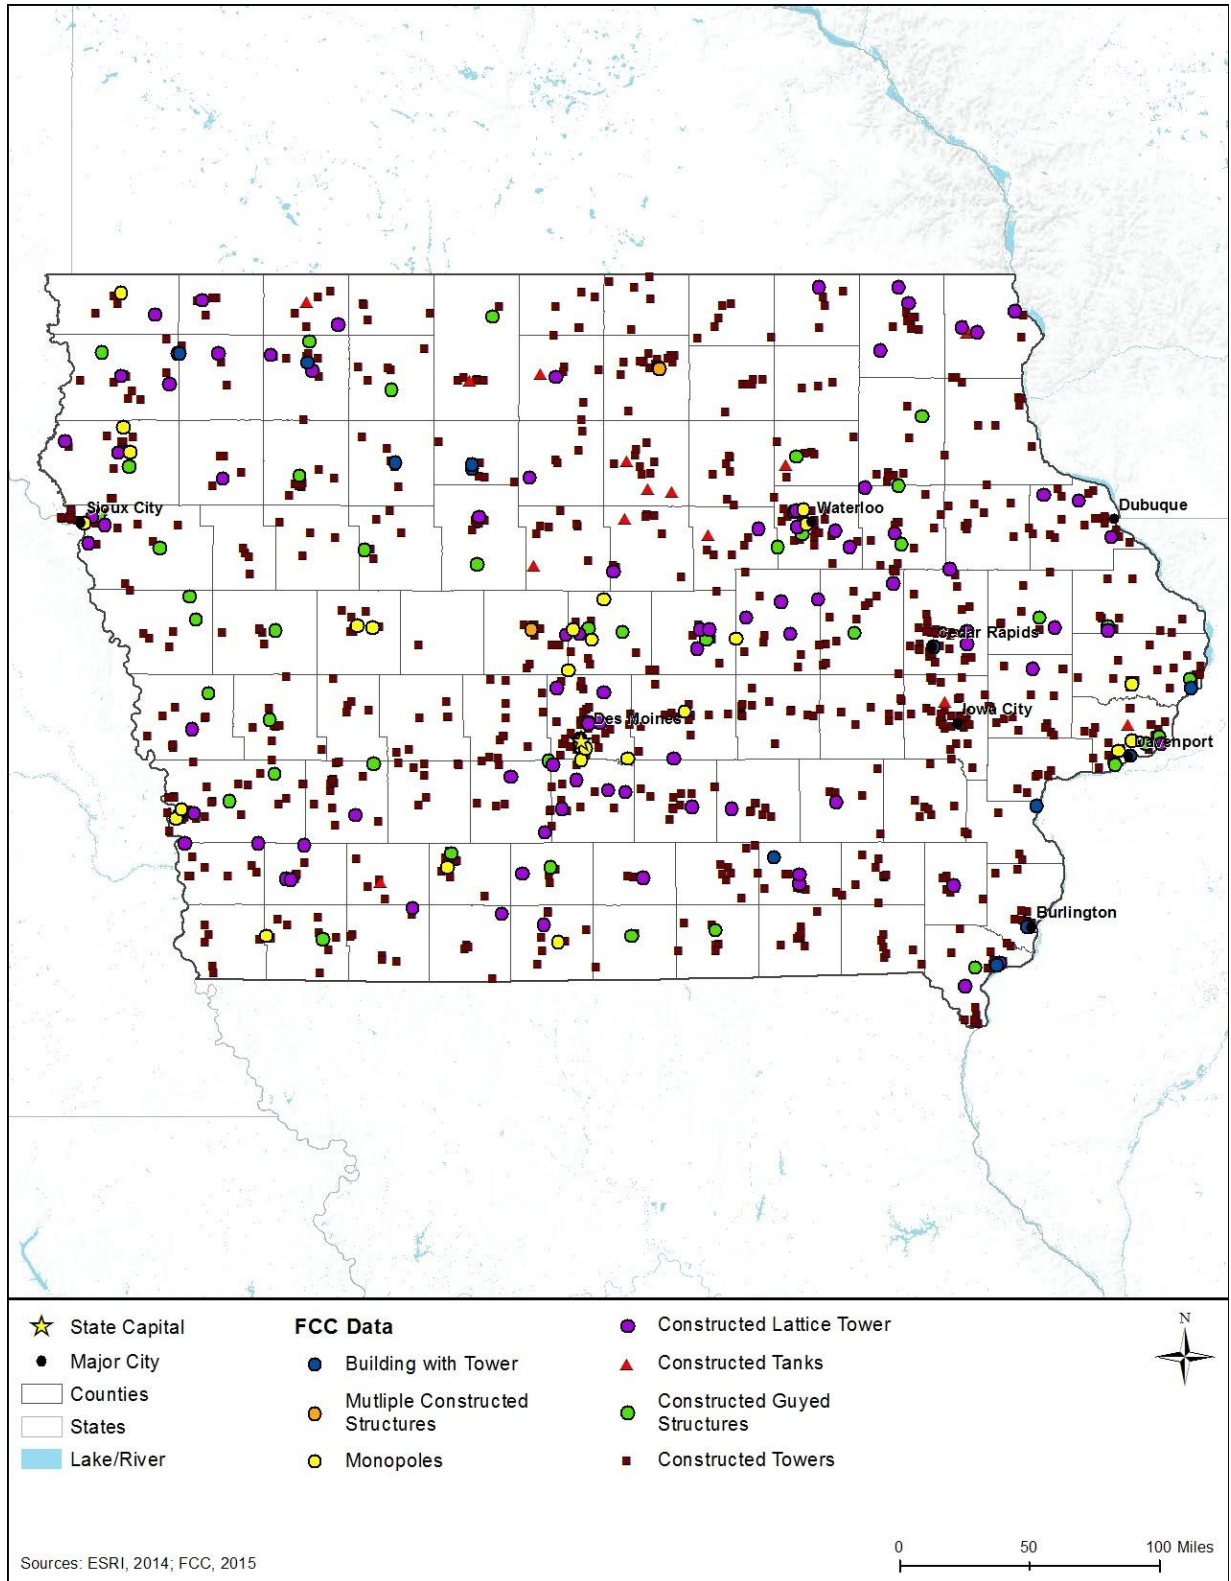 Sioux City
Waterloo
Dubuque
Cedar Rapids
Des Moines
Iowa City
Davenport
Burlington
State Capital
Major City
Counties
States
Lake/River
FCC Data
Building with Tower
Mutliple Constructed
Structures
Monopoles
Constructed Lattice Tower
Constructed Tanks
Constructed Guyed
Structures
Constructed Towers
N
Sources: ESRI, 2014; FCC, 2015
0 50 100 Miles